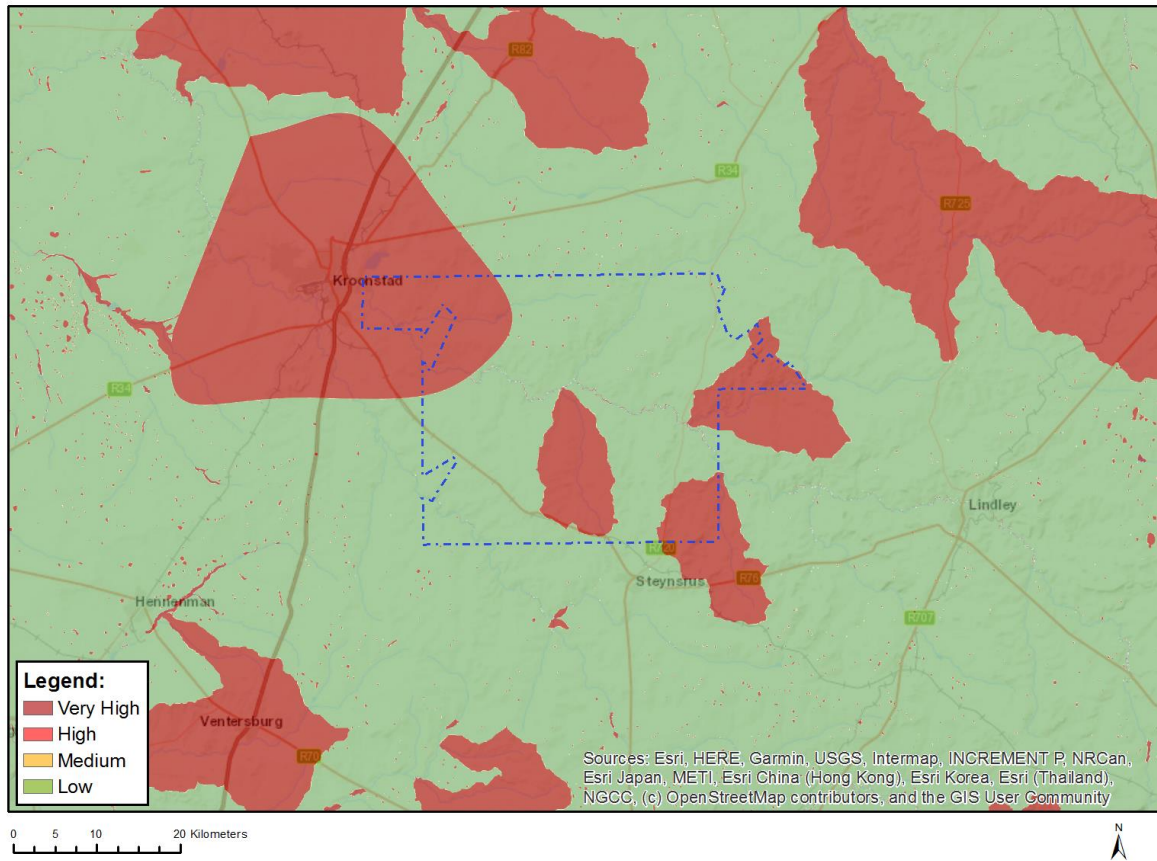 R82
R34
R725
Kroonstad
R34
Lindley
Steynsrus
R76
Hennenman
R707
Ventersburg
R70
Legend:
Very High
High
Medium
Low
Sources: Esri, HERE, Garmin, USGS, Intermap, INCREMENT P, NRCan,
Esri Japan, METI, Esri China (Hong Kong), Esri Korea, Esri (Thailand),
NGCC, (c) OpenStreetMap contributors, and the GIS User Community
0 5 10 20 Kilometers
N